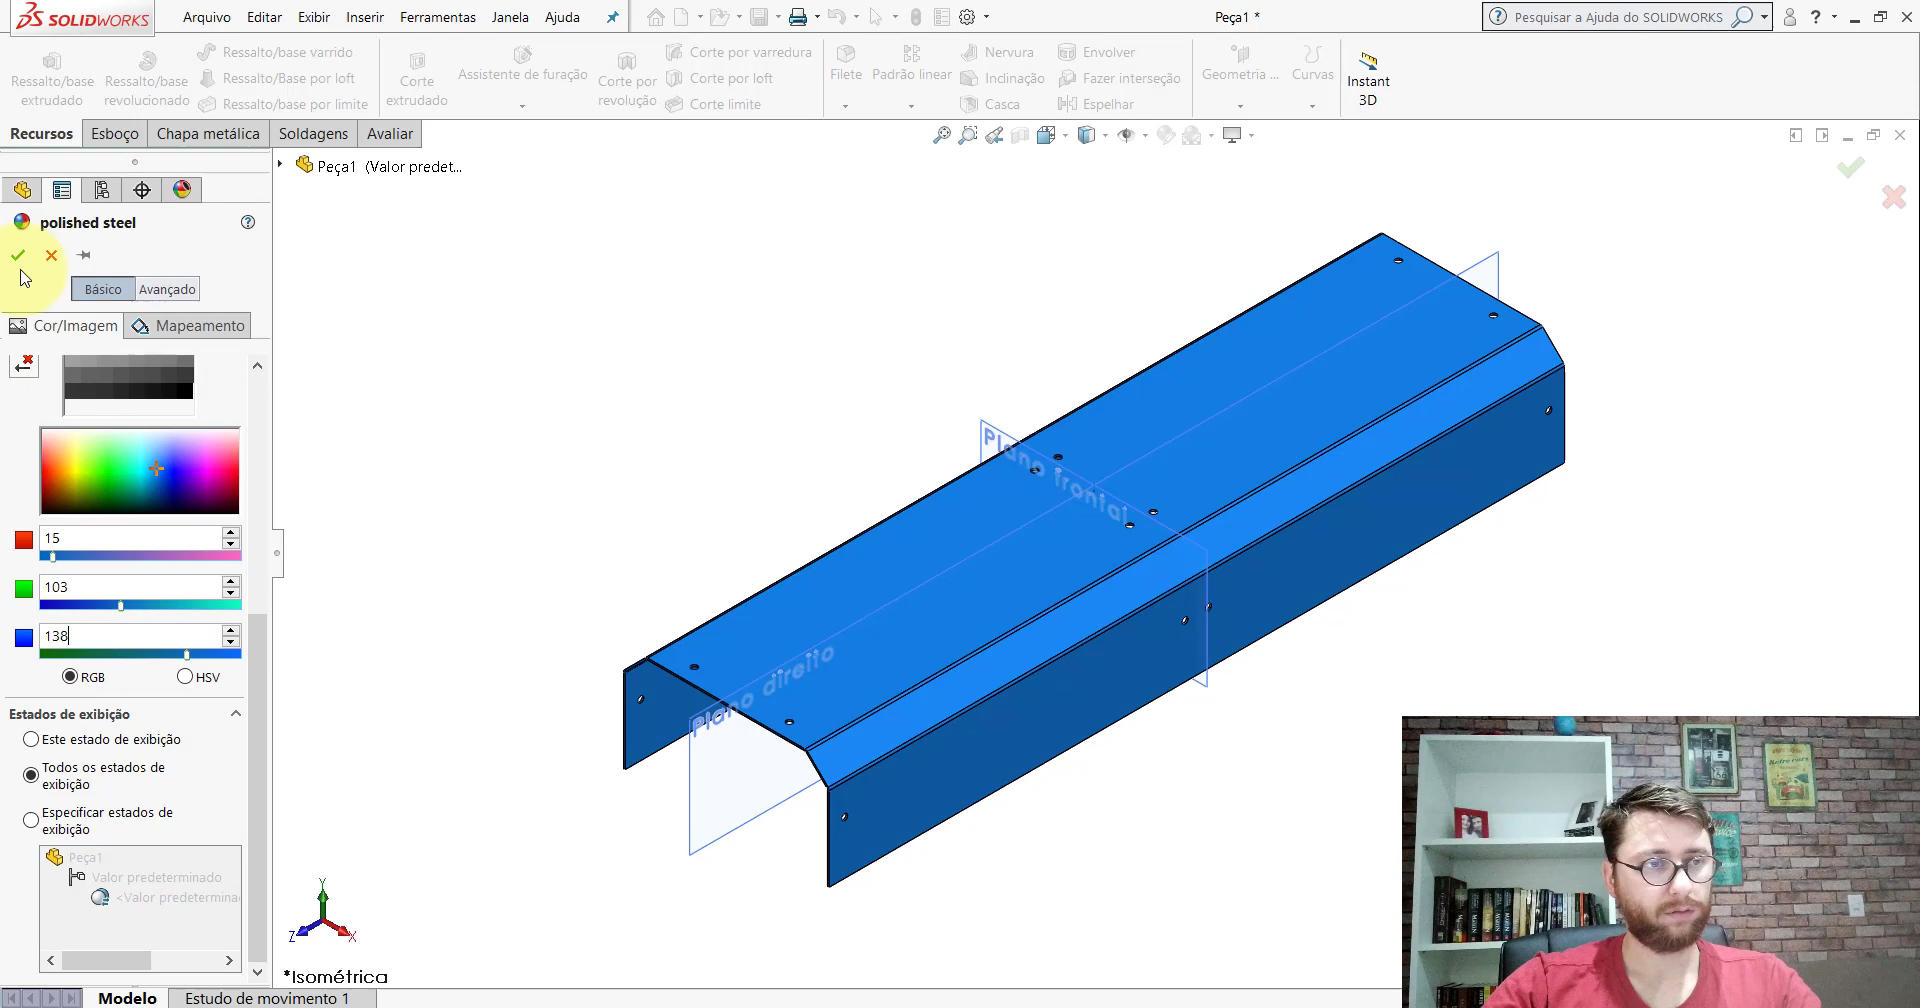 SOLIDWORKS
Arquivo
Editar
Exibir
Inserir
Ferramentas
Janela
Ajuda
Peça1 *
Pesquisar a Ajuda do SOLIDWORKS
?
Ressalto/base extrudado
Ressalto/base revolucionado
Ressalto/base varrido
Ressalto/Base por loft
Ressalto/base por limite
Corte extrudado
Assistente de furação
Corte por revolução
Corte por varredura
Corte por loft
Corte limite
Filete
Padrão linear
Nervura
Inclinação
Casca
Envolver
Fazer interseção
Espelhar
Geometria ...
Curvas
Instant 3D
Recursos
Esboço
Chapa metálica
Soldagens
Avaliar
Peça1 (Valor predet...
polished steel
?
Básico
Avançado
Cor/Imagem
Mapeamento
15
103
138
RGB
HSV
Estados de exibição
Este estado de exibição
Todos os estados de
exibição
Especificar estados de
exibição
Peça1
Valor predeterminado
<Valor predetermina
Plano frontal
Plano direito
Y
Z
X
*Isométrica
Modelo
Estudo de movimento 1